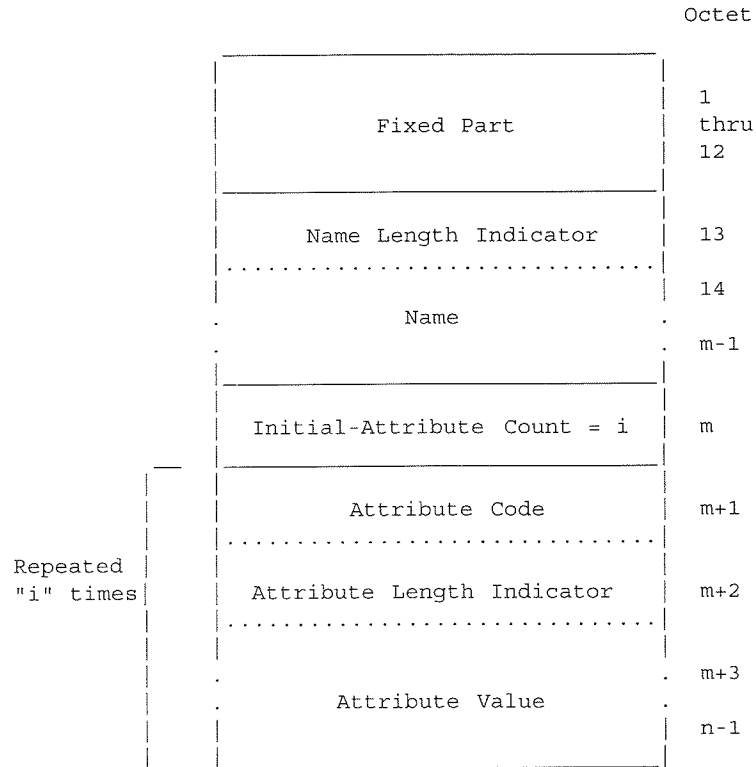 Octet
1
Fixed Part thru
12
Name Length Indicator 13
14
Name
m-1
Initial-Attribute Count = i m
Attribute Code m+1
Repeated
"i" times Attribute Length Indicator m+2
m+3
Attribute Value
n-1